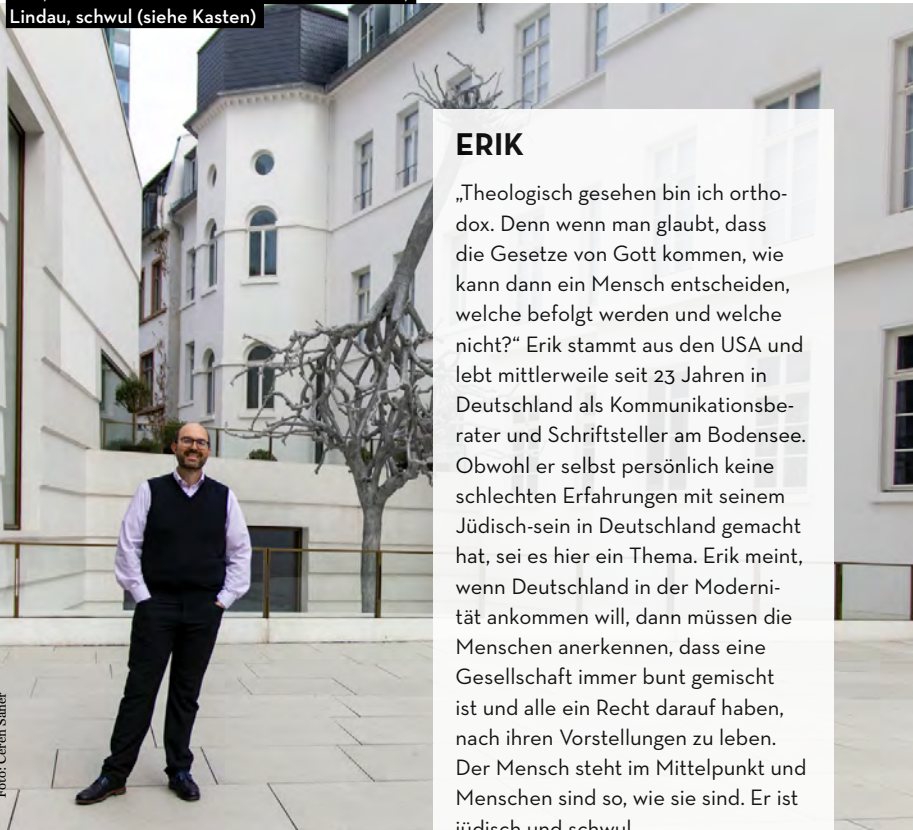 Lindau, schwul (siehe Kasten)
ERIK
„Theologisch gesehen bin ich ortho-
dox. Denn wenn man glaubt, dass
die Gesetze von Gott kommen, wie
kann dann ein Mensch entscheiden,
welche befolgt werden und welche
nicht?“ Erik stammt aus den USA und
lebt mittlerweile seit 23 Jahren in
Deutschland als Kommunikationsbe-
rater und Schriftsteller am Bodensee.
Obwohl er selbst persönlich keine
schlechten Erfahrungen mit seinem
Jüdisch-sein in Deutschland gemacht
hat, sei es hier ein Thema. Erik meint,
wenn Deutschland in der Moderni-
tät ankommen will, dann müssen die
Menschen anerkennen, dass eine
Gesellschaft immer bunt gemischt
ist und alle ein Recht darauf haben,
nach ihren Vorstellungen zu leben.
Der Mensch steht im Mittelpunkt und
Menschen sind so, wie sie sind. Er ist
jüdisch und schwul
Foto: Ceren Saner